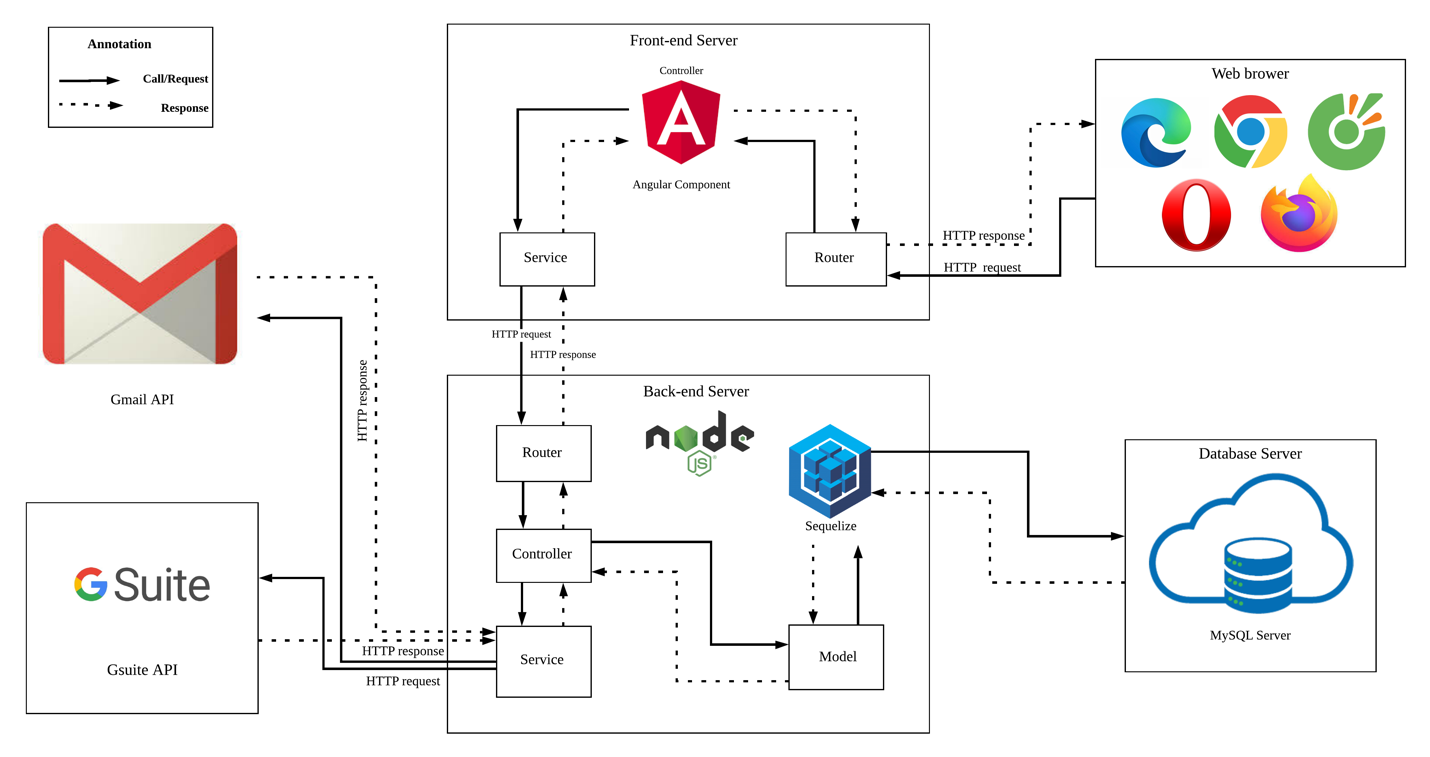 Annotation
Call/Request
Response
Front-end Server
Controller
Angular Component
Service
Router
Web brower
HTTP response
HTTP  request
HTTP request
HTTP response
Gmail API
HTTP response
Back-end Server
node
JS
Sequelize
Router
Controller
Service
Model
Database Server
MySQL Server
G Suite
Gsuite API
HTTP response
HTTP request